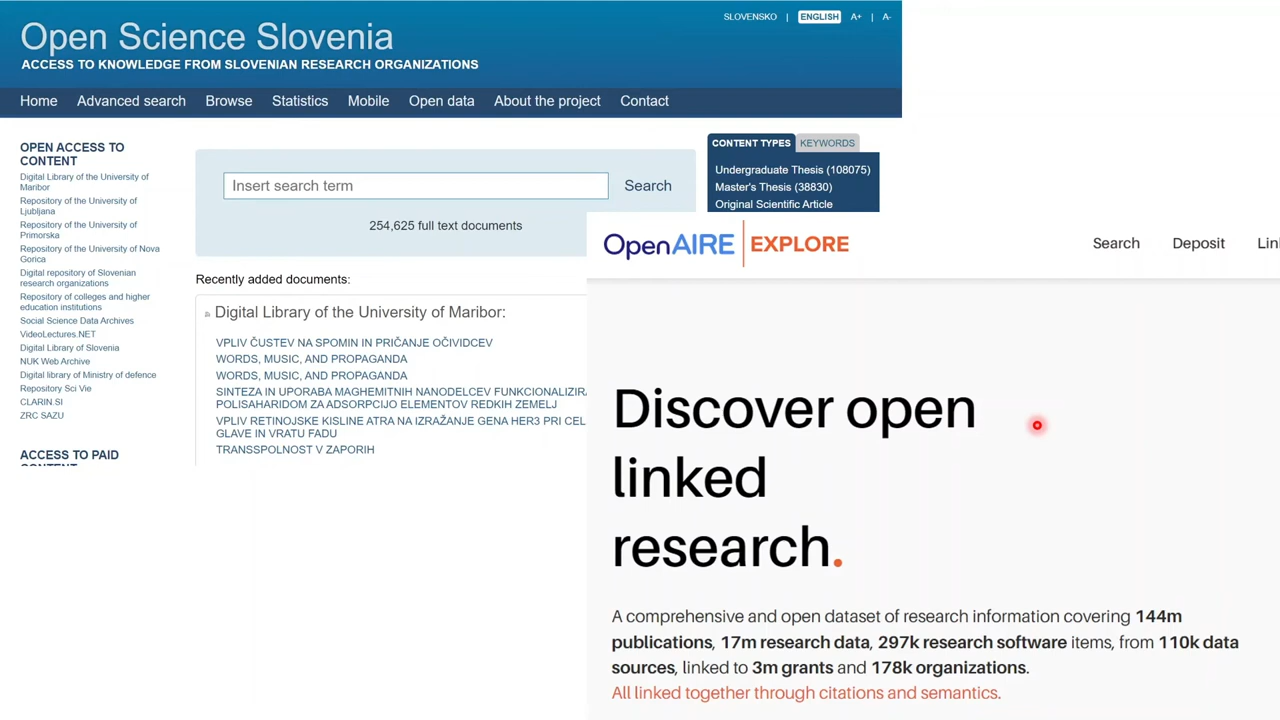 SLOVENSKO | ENGLISH A+ | A-
Open Science Slovenia
ACCESS TO KNOWLEDGE FROM SLOVENIAN RESEARCH ORGANIZATIONS
Home Advanced search Browse Statistics Mobile Open data About the project Contact
OPEN ACCESS TO
CONTENT
Digital Library of the University of
Maribor
Repository of the University of
Ljubljana
Repository of the University of
Primorska
Repository of the University of Nova
Gorica
Digital repository of Slovenian
research organizations
Repository of colleges and higher
education institutions
Social Science Data Archives
VideoLectures.NET
Digital Library of Slovenia
NUK Web Archive
Digital library of Ministry of defence
Repository Sci Vie
CLARIN.SI
ZRC SAZU
ACCESS TO PAID
CONTENT
Insert search term
Search
254,625 full text documents
Recently added documents:
Digital Library of the University of Maribor:
VPLIV ČUSTEV NA SPOMIN IN PRIČANJE OČIVIDCEV
WORDS, MUSIC, AND PROPAGANDA
WORDS, MUSIC, AND PROPAGANDA
SINTEZA IN UPORABA MAGHEMITNIH NANODELCEV FUNKCIONALIZIRA
POLISAHARIDOM ZA ADSORPCIJO ELEMENTOV REDKIH ZEMELJ
VPLIV RETINOJSKE KISLINE ATRA NA IZRAŽANJE GENA HER3 PRI CEL
GLAVE IN VRATU FADU
TRANSSPOLNOST V ZAPORIH
CONTENT TYPES KEYWORDS
Undergraduate Thesis (108075)
Master's Thesis (38830)
Original Scientific Article
OpenAIRE EXPLORE
Search Deposit Lin
Discover open
linked
research.
A comprehensive and open dataset of research information covering 144m
publications, 17m research data, 297k research software items, from 110k data
sources, linked to 3m grants and 178k organizations.
All linked together through citations and semantics.